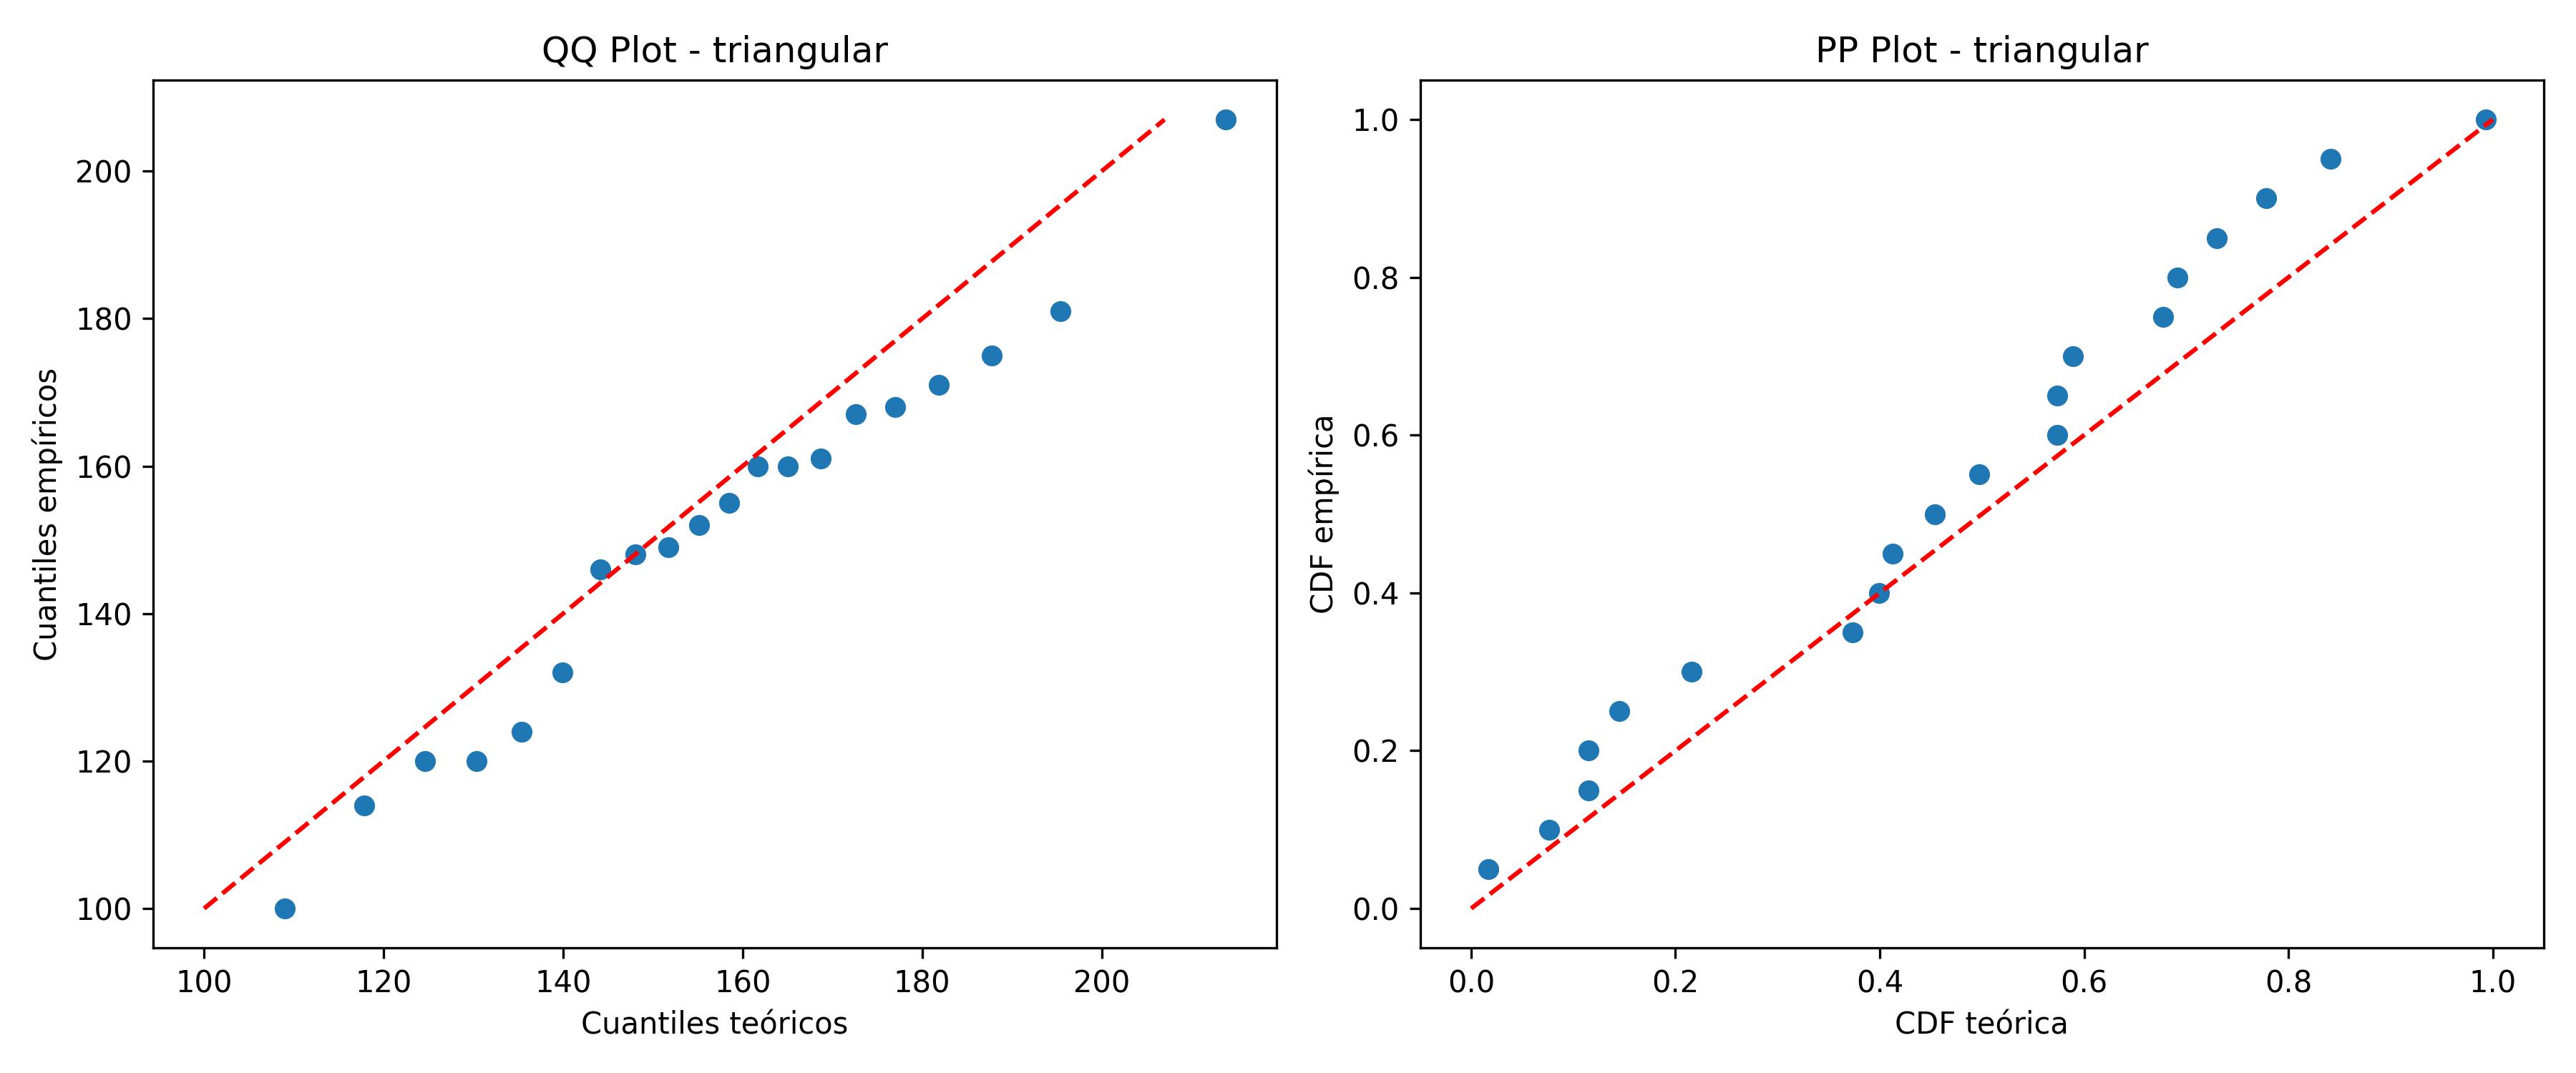 QQ Plot - triangular
Cuantiles empíricos
200
180
160
140
120
100
100 120 140 160 180 200
Cuantiles teóricos
PP Plot - triangular
CDF empírica
1.0
0.8
0.6
0.4
0.2
0.0
0.0 0.2 0.4 0.6 0.8 1.0
CDF teórica